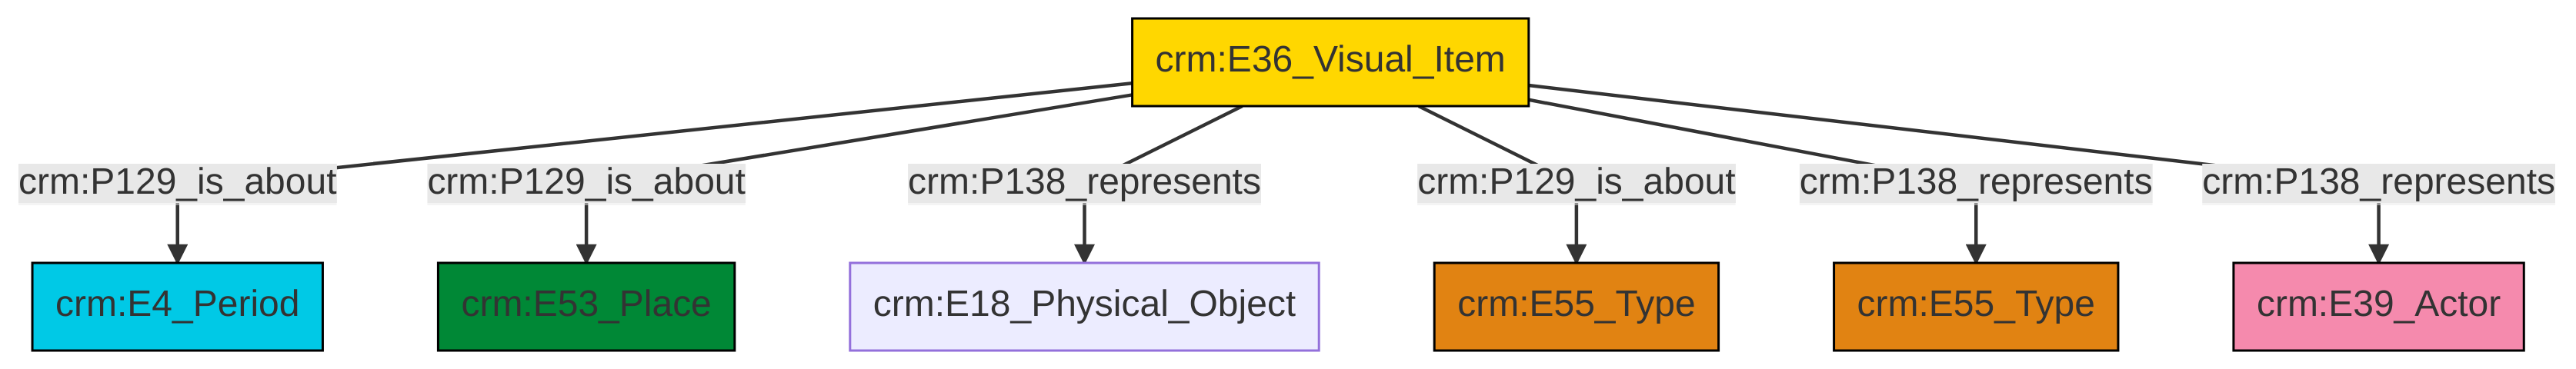 crm:E36_Visual_Item
crm:P129_is_about
crm:P129_is_about
crm:P138_represents
crm:P129_is_about
crm:P138_represents
crm:P138_represents
crm:E4_Period
crm:E53_Place
crm:E18_Physical_Object
crm:E55_Type
crm:E55_Type
crm:E39_Actor